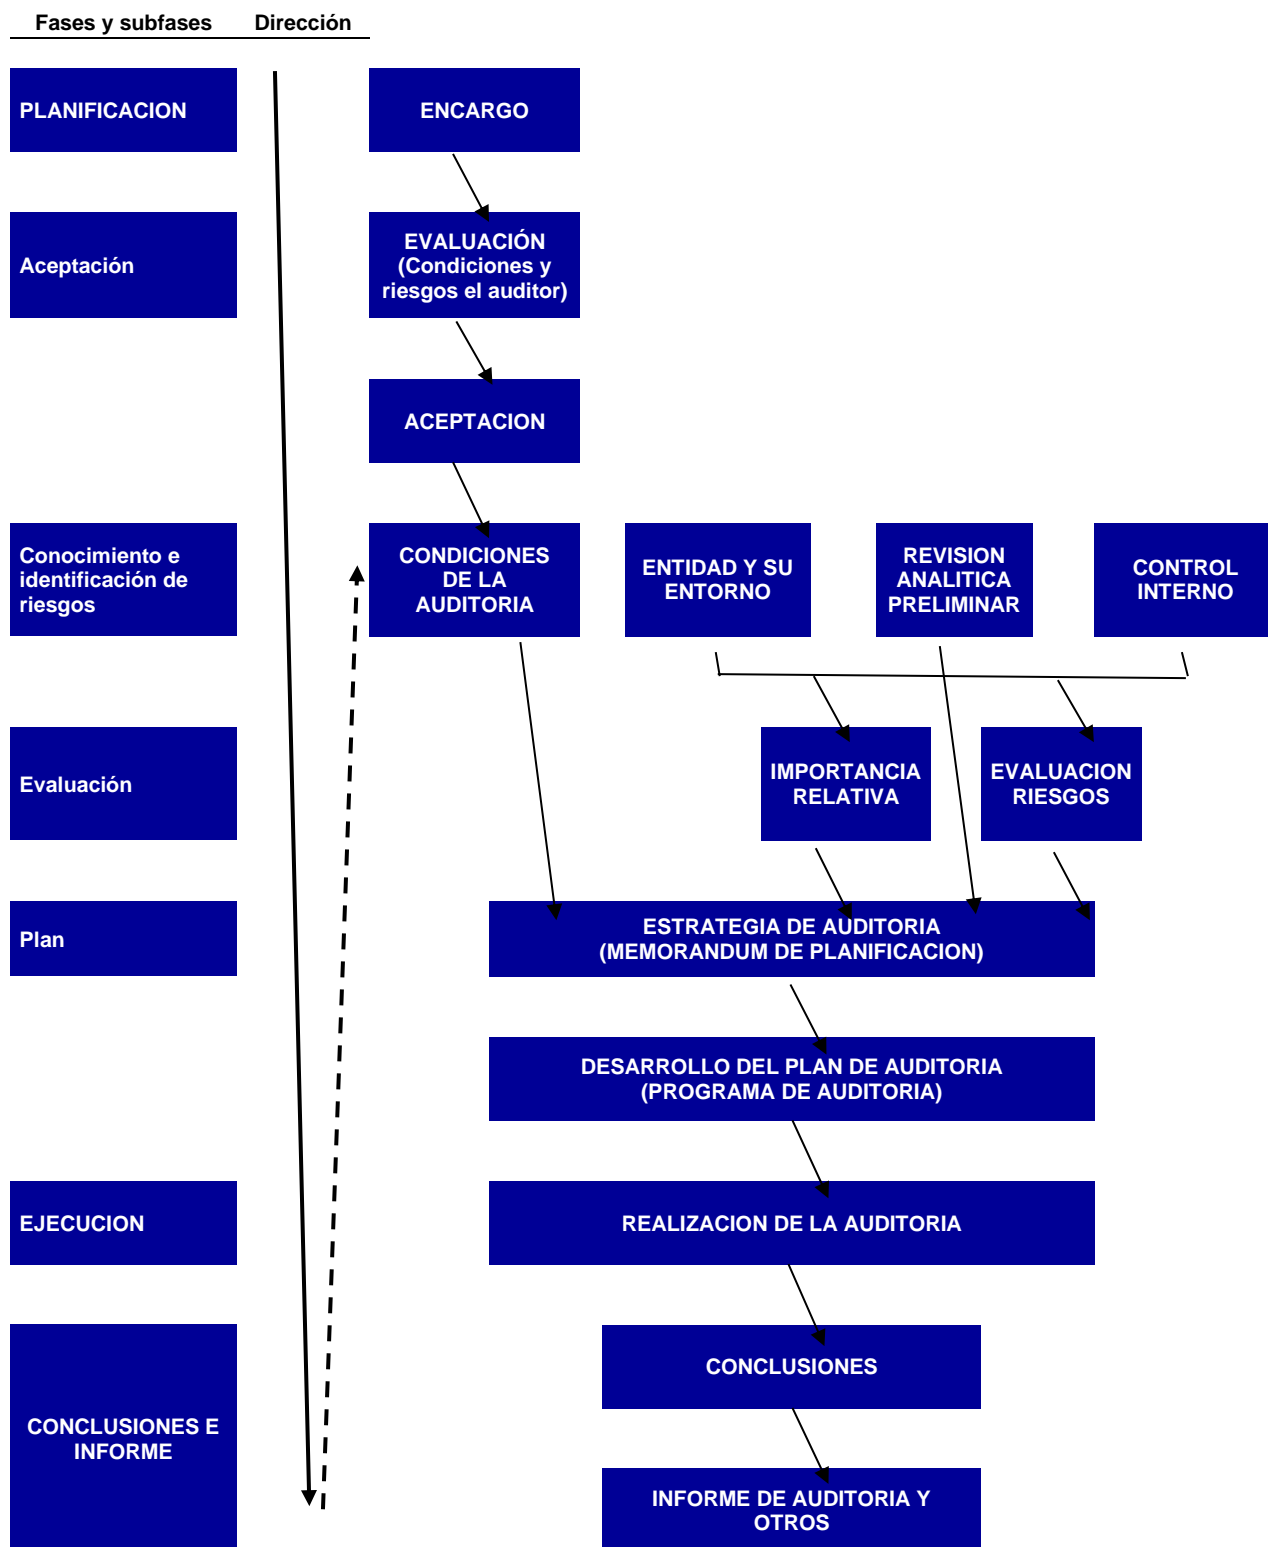 Fases y subfases Dirección
PLANIFICACION
ENCARGO
Aceptación
EVALUACIÓN
(Condiciones y
riesgos el auditor)
ACEPTACION
Conocimiento e
identificación de
riesgos
CONDICIONES
DE LA
AUDITORIA
ENTIDAD Y SU
ENTORNO
REVISION
ANALITICA
PRELIMINAR
CONTROL
INTERNO
Evaluación
IMPORTANCIA
RELATIVA
EVALUACION
RIESGOS
Plan
ESTRATEGIA DE AUDITORIA
(MEMORANDUM DE PLANIFICACION)
DESARROLLO DEL PLAN DE AUDITORIA
(PROGRAMA DE AUDITORIA)
EJECUCION
REALIZACION DE LA AUDITORIA
CONCLUSIONES E
INFORME
CONCLUSIONES
INFORME DE AUDITORIA Y
OTROS